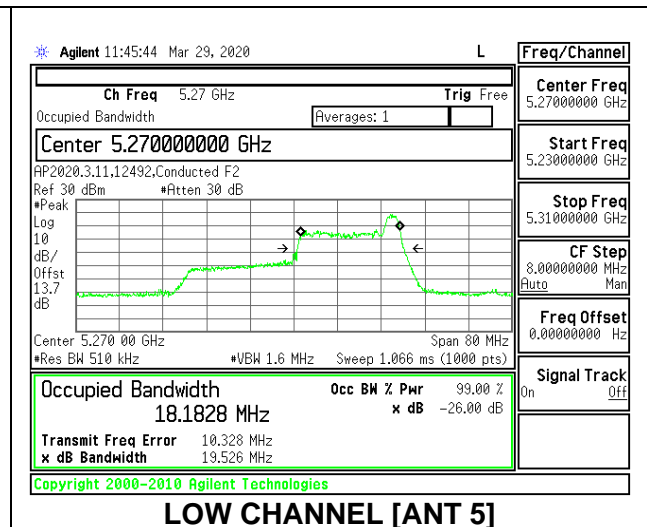 Agilent 11:45:44 Mar 29, 2020 L
Freq/Channel
Ch Freq 5.27 GHz Trig Free
Occupied Bandwidth Averages: 1
Center 5.270000000 GHz
AP2020.3.11,12492,Conducted F2
Ref 30 dBm #Atten 30 dB
#Peak
Log
10
dB/
Offst
13.7
dB
Center 5.270 00 GHz Span 80 MHz
#Res BW 510 kHz #VBW 1.6 MHz Sweep 1.066 ms (1000 pts)
Occupied Bandwidth Occ BW % Pwr 99.00 %
18.1828 MHz x dB -26.00 dB
Transmit Freq Error 10.328 MHz
x dB Bandwidth 19.526 MHz
Copyright 2000-2010 Agilent Technologies
Center Freq
5.27000000 GHz
Start Freq
5.23000000 GHz
Stop Freq
5.31000000 GHz
CF Step
8.00000000 MHz
Auto Man
Freq Offset
0.00000000 Hz
Signal Track
On Off
LOW CHANNEL [ANT 5]